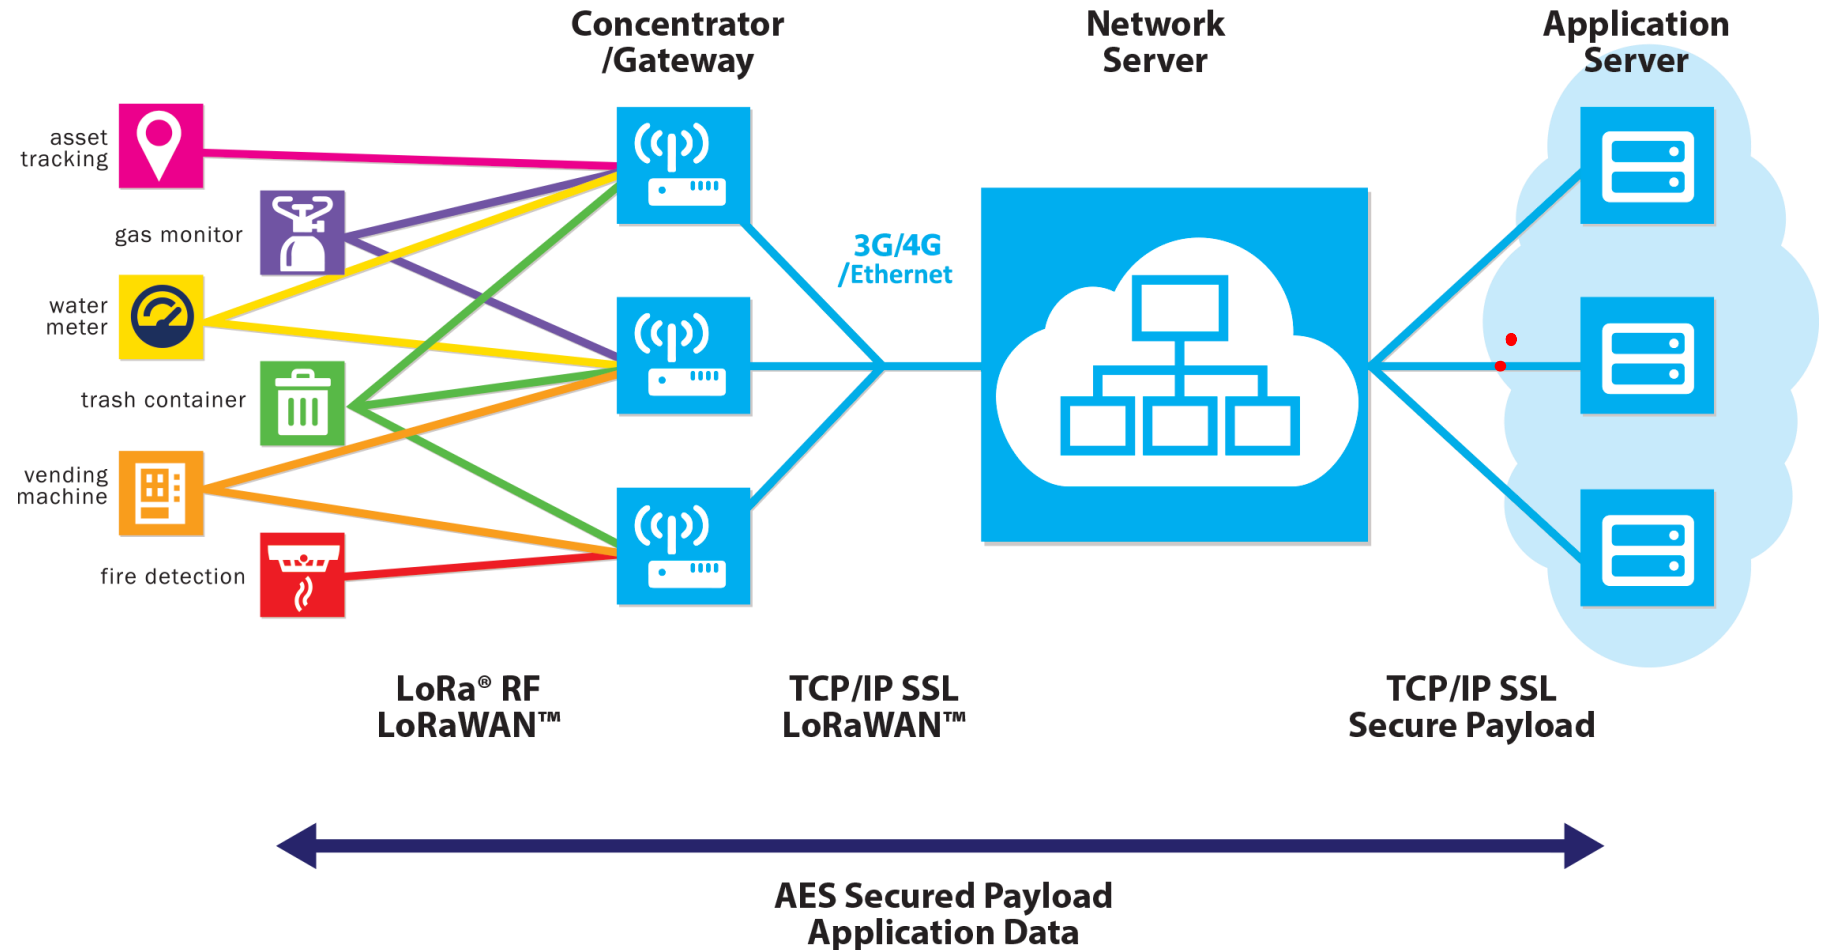 Concentrator
/Gateway
Network
Server
Application
Server
asset
tracking
gas monitor
water
meter
trash container
vending
machine
fire detection
3G/4G
/Ethernet
LoRa® RF
LoRaWAN™
TCP/IP SSL
LoRaWAN™
TCP/IP SSL
Secure Payload
AES Secured Payload
Application Data